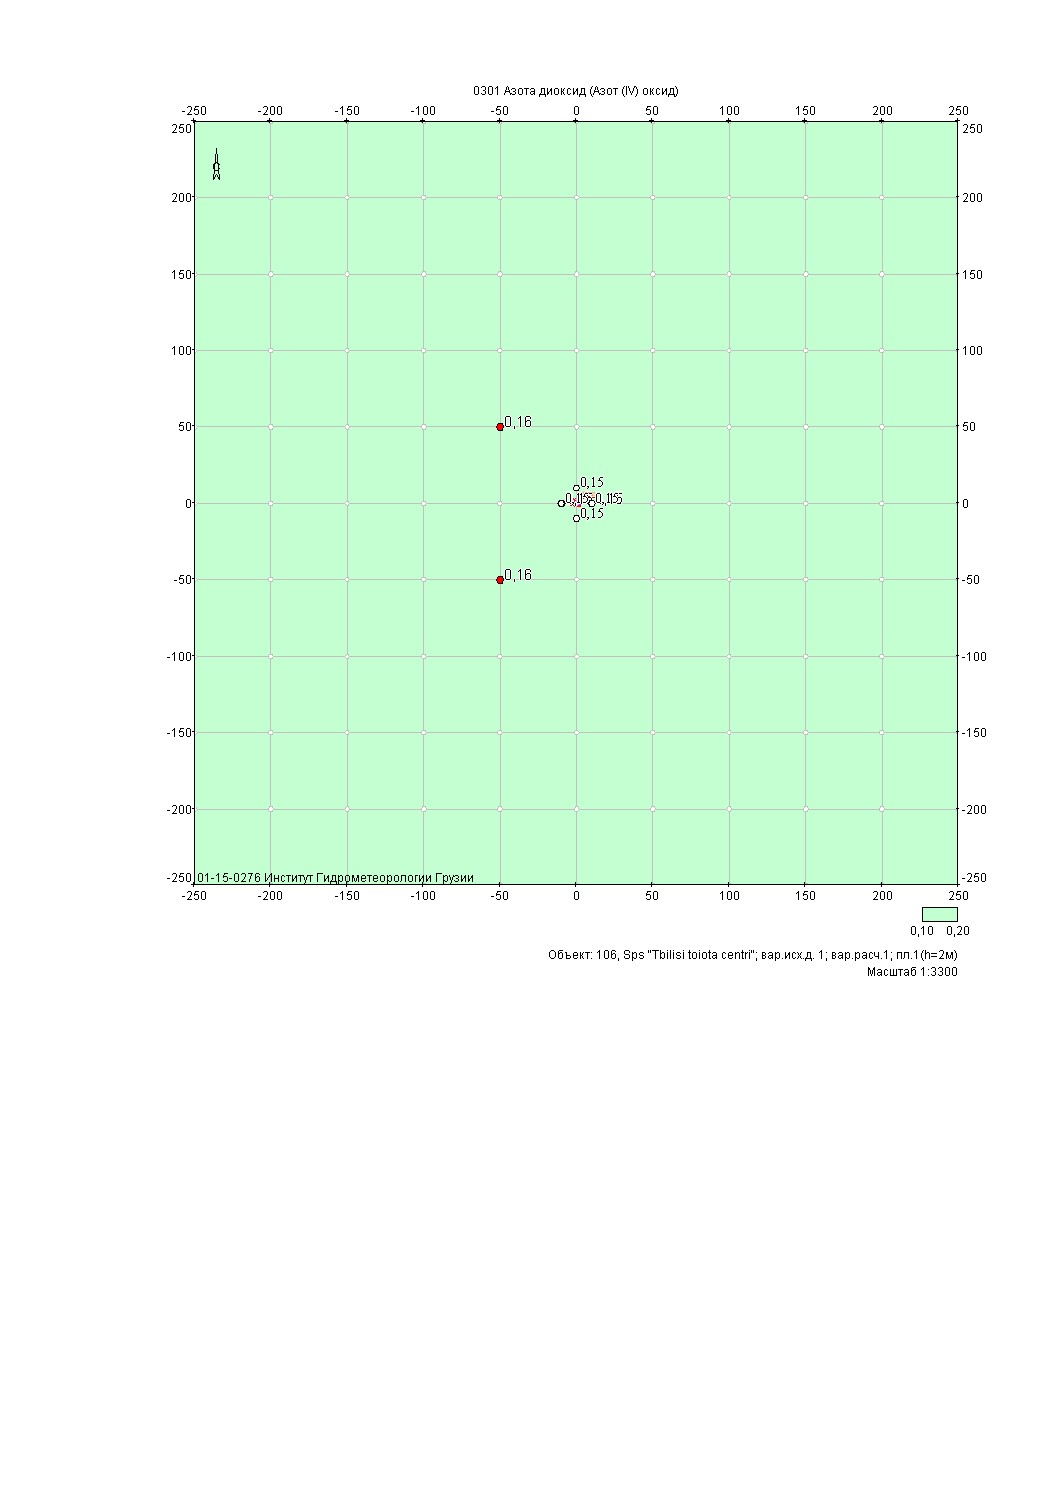 0301 Азота диоксид (Азот (IV) оксид)
-250 -200 -150 -100 -50 0 50 100 150 200 250
250 250
200 200
150 150
100 100
0,16
50 50
0,15
0,15 0,15
0 0
0,15
0,16
-50 -50
-100 -100
-150 -150
-200 -200
-250 01-15-0276 Институт Гидрометеорологии Грузии -250
-250 -200 -150 -100 -50 0 50 100 150 200 250
0,10 0,20
Объект: 106, Sps "Tbilisi toiota centri"; вар.исх.д. 1; вар.расч.1; пл.1(h=2м)
Масштаб 1:3300